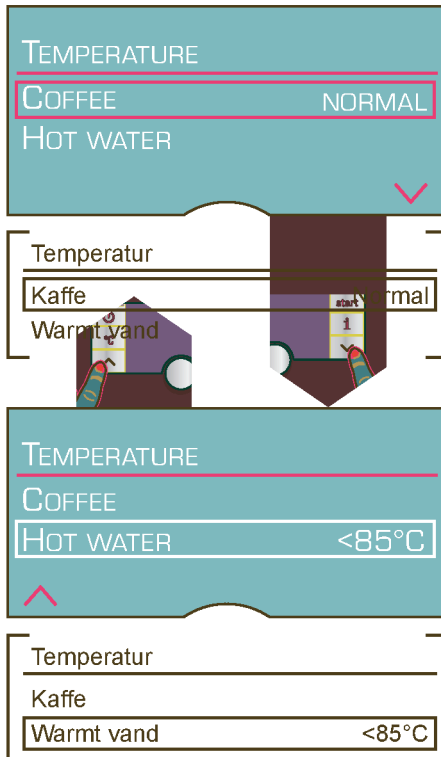 TEMPERATURE
COFFEE NORMAL
HOT WATER
Temperatur
Kaffe Normal
Warmt vand
start
i
TEMPERATURE
COFFEE
HOT WATER <85°C
Temperatur
Kaffe
Warmt vand <85°C